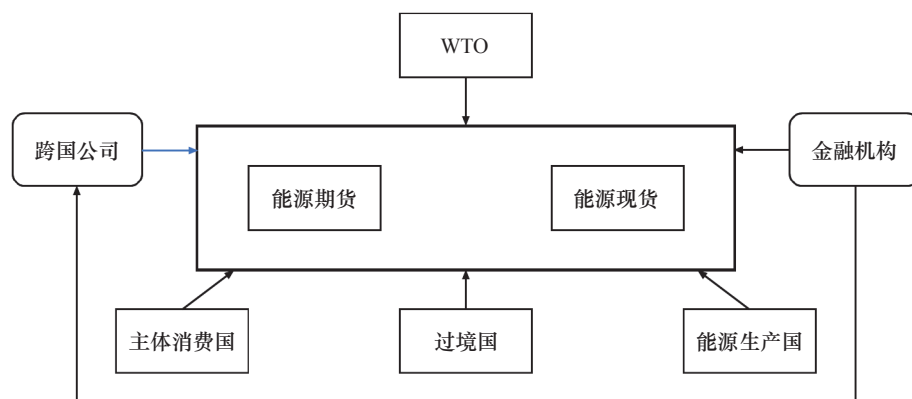 WTO
跨国公司
金融机构
能源期货
能源现货
主体消费国
过境国
能源生产国